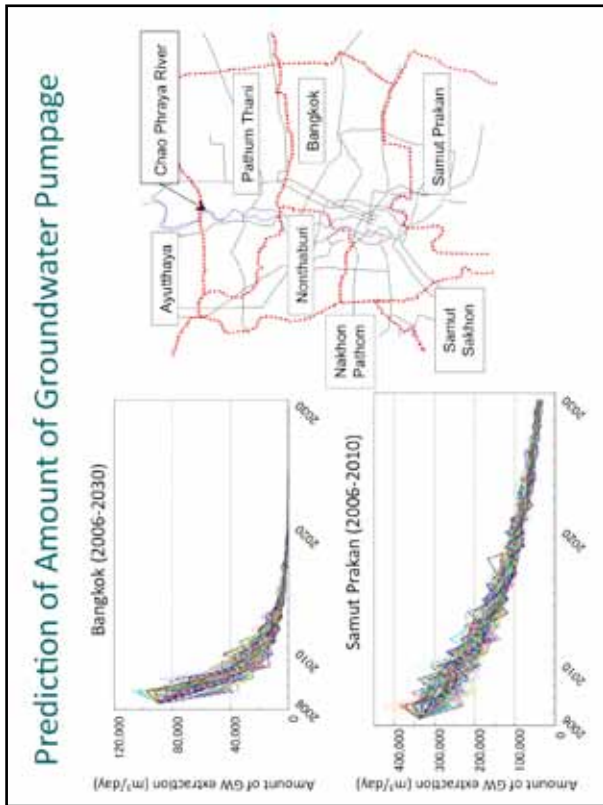 Prediction of Amount of Groundwater Pumpage
Bangkok (2006-2030)
Amount of GW extraction (m³/day)
120.000
80.000
40.000
0
2008
2010
2020
2030
Samut Prakan (2006-2010)
Amount of GW extraction (m³/day)
400.000
300.000
200.000
100.000
0
2006
2010
2020
2030
Ayutthaya
Chao Phraya River
Pathum Thani
Nonthaburi
Bangkok
Nakhon
Pathom
Samut
Sakhon
Samut Prakan